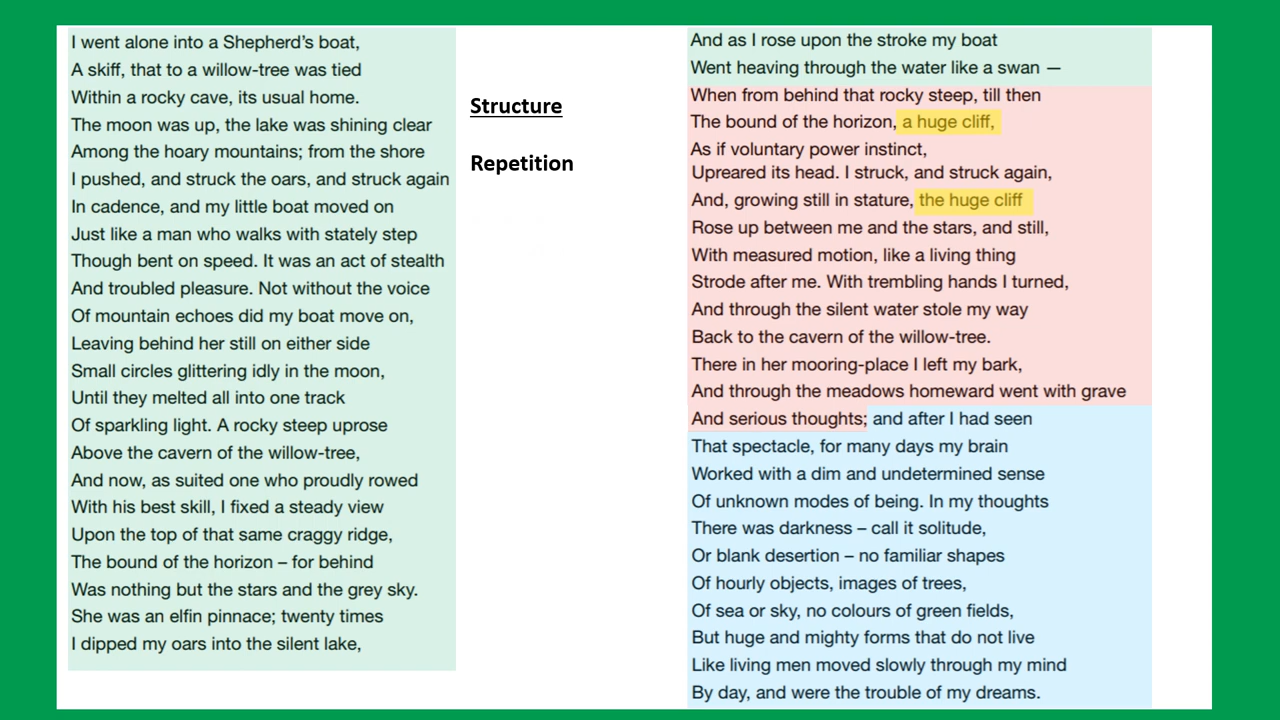 I went alone into a Shepherd's boat,
A skiff, that to a willow-tree was tied
Within a rocky cave, its usual home.
The moon was up, the lake was shining clear
Among the hoary mountains; from the shore
I pushed, and struck the oars, and struck again
In cadence, and my little boat moved on
Just like a man who walks with stately step
Though bent on speed. It was an act of stealth
And troubled pleasure. Not without the voice
Of mountain echoes did my boat move on,
Leaving behind her still on either side
Small circles glittering idly in the moon,
Until they melted all into one track
Of sparkling light. A rocky steep uprose
Above the cavern of the willow-tree,
And now, as suited one who proudly rowed
With his best skill, I fixed a steady view
Upon the top of that same craggy ridge,
The bound of the horizon – for behind
Was nothing but the stars and the grey sky.
She was an elfin pinnace; twenty times
I dipped my oars into the silent lake,
Structure
Repetition
And as I rose upon the stroke my boat
Went heaving through the water like a swan —
When from behind that rocky steep, till then
The bound of the horizon, a huge cliff,
As if voluntary power instinct,
Upreared its head. I struck, and struck again,
And, growing still in stature, the huge cliff
Rose up between me and the stars, and still,
With measured motion, like a living thing
Strode after me. With trembling hands I turned,
And through the silent water stole my way
Back to the cavern of the willow-tree.
There in her mooring-place I left my bark,
And through the meadows homeward went with grave
And serious thoughts; and after I had seen
That spectacle, for many days my brain
Worked with a dim and undetermined sense
Of unknown modes of being. In my thoughts
There was darkness – call it solitude,
Or blank desertion – no familiar shapes
Of hourly objects, images of trees,
Of sea or sky, no colours of green fields,
But huge and mighty forms that do not live
Like living men moved slowly through my mind
By day, and were the trouble of my dreams.